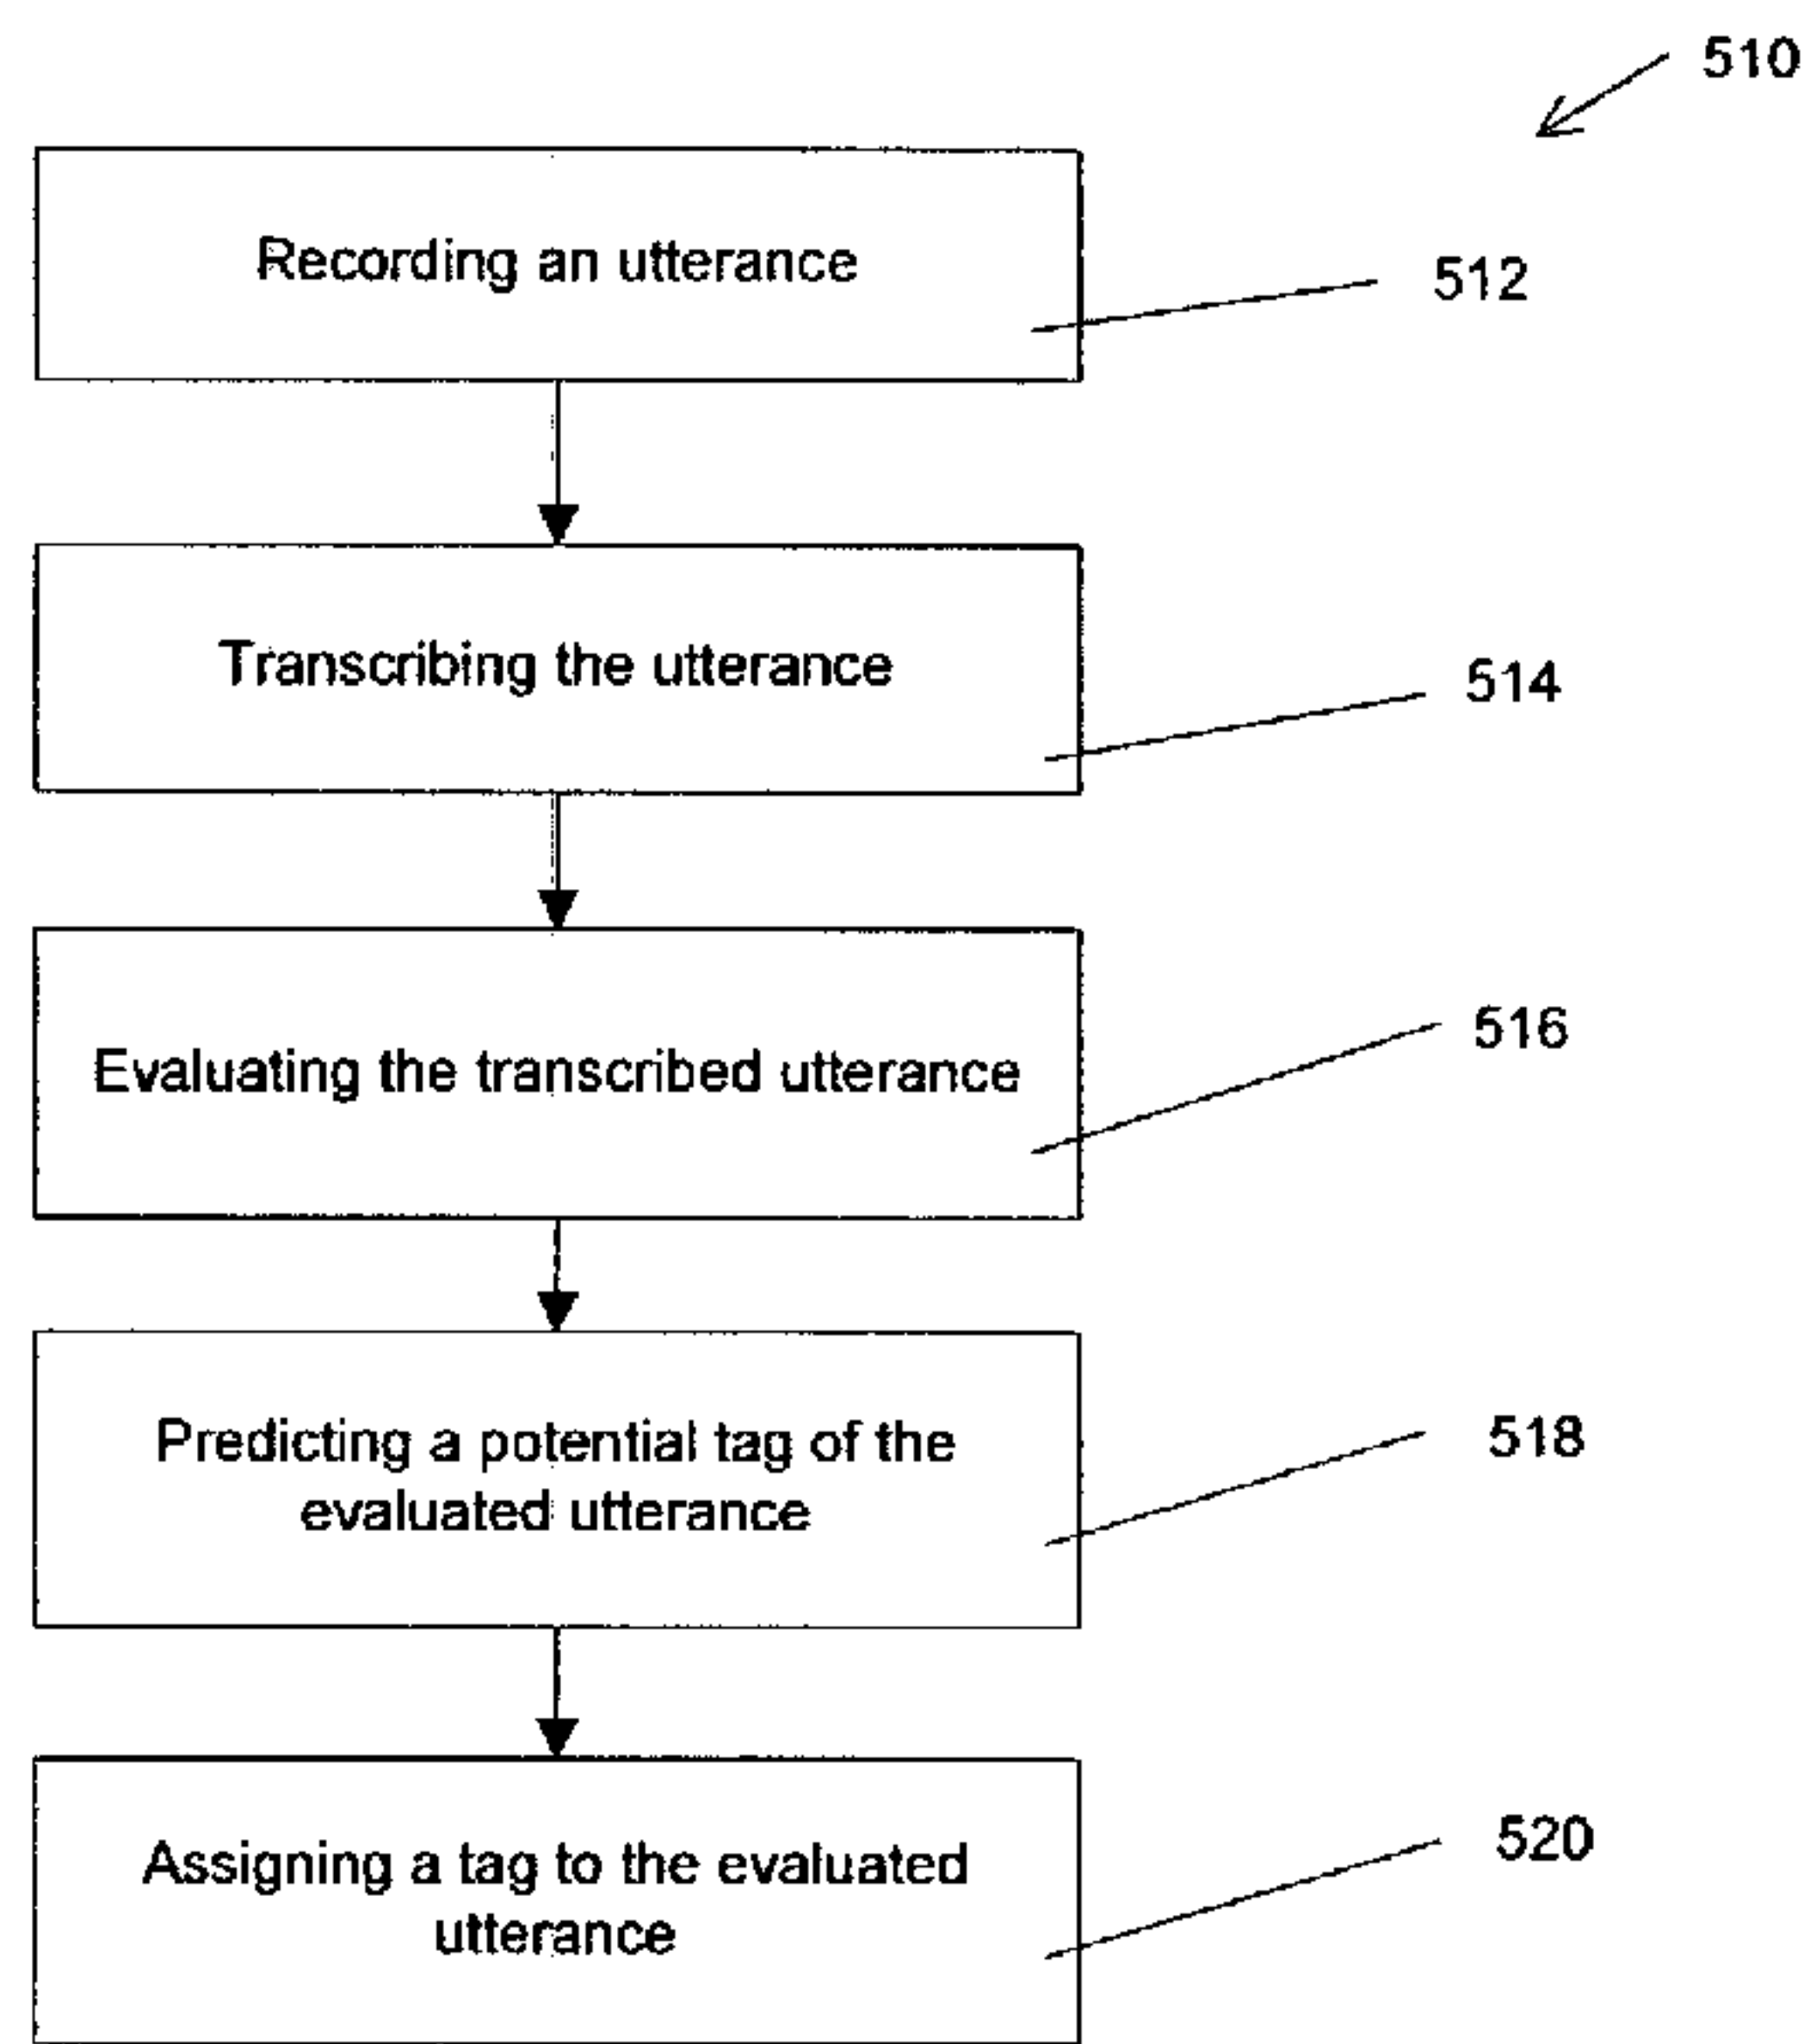 510
Recording an utterance
512
Transcribing the utterance
514
Evaluating the transcribed utterance
516
Predicting a potential tag of the
evaluated utterance
518
Assigning a tag to the evaluated
utterance
520